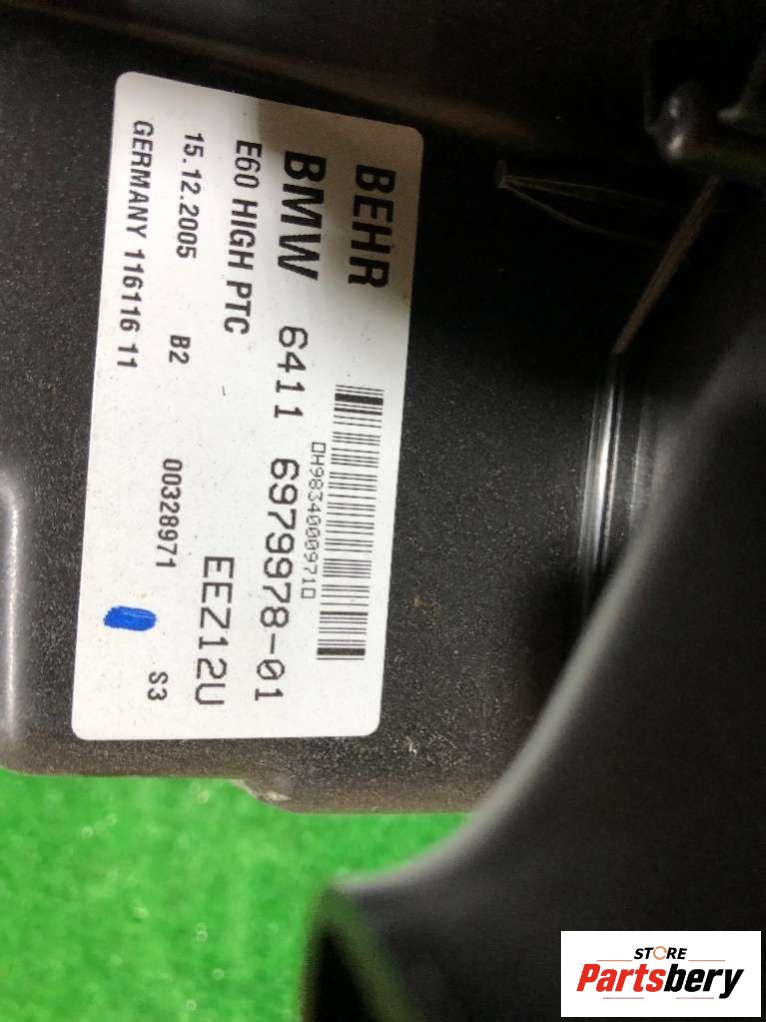 BEHR
BMW 6411 6979978-01
H9834000971
E60 HIGH PTC
EEZ12U
15.12.2005 B2 00328971 S3
GERMANY 116116 11
STORE
Partsbery